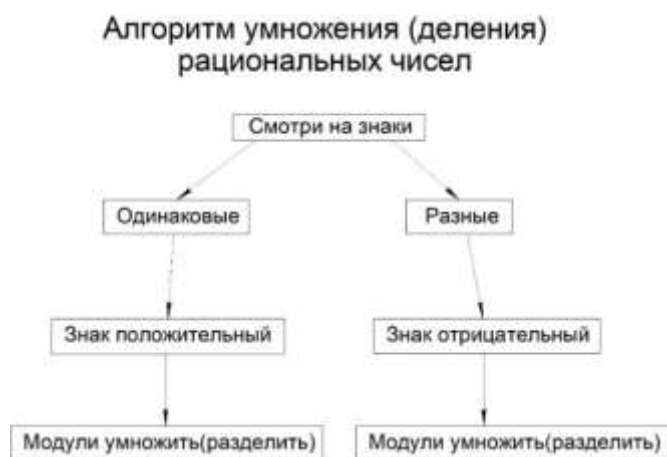 Алгоритм умножения (деления)
рациональных чисел
Смотри на знаки
Одинаковые
Разные
Знак положительный
Знак отрицательный
Модули умножить(разделить)
Модули умножить(разделить)